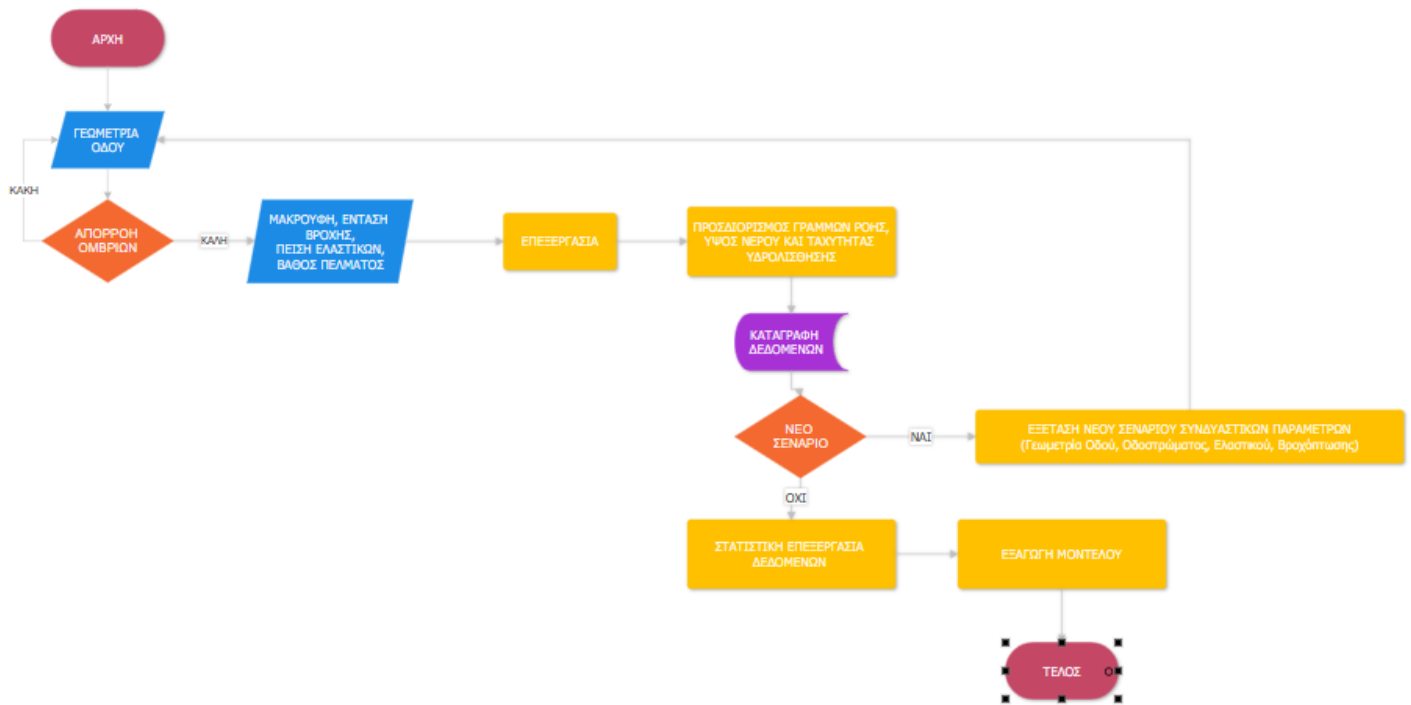 ΑΡΧΗ
ΓΕΩΜΕΤΡΙΑ
ΟΔΟΥ
ΚΑΚΗ
ΑΠΟΡΡΟΗ
ΟΜΒΡΙΩΝ
ΚΑΛΗ
ΜΑΚΡΟΥΦΗ, ΕΝΤΑΣΗ
ΒΡΟΧΗΣ,
ΠΕΙΣΗ ΕΛΑΣΤΙΚΩΝ,
ΒΑΘΟΣ ΠΕΛΜΑΤΟΣ
ΕΠΕΞΕΡΓΑΣΙΑ
ΠΡΟΣΔΙΟΡΙΣΜΟΣ ΓΡΑΜΜΩΝ ΡΟΗΣ,
ΥΨΟΣ ΝΕΡΟΥ ΚΑΙ ΤΑΧΥΤΗΤΑΣ
ΥΔΡΟΛΙΣΘΗΣΗΣ
ΚΑΤΑΓΡΑΦΗ
ΔΕΔΟΜΕΝΩΝ
ΝΕΟ
ΣΕΝΑΡΙΟ
ΝΑΙ
ΕΞΕΤΑΣΗ ΝΕΟΥ ΣΕΝΑΡΙΟΥ ΣΥΝΔΥΑΣΤΙΚΩΝ ΠΑΡΑΜΕΤΡΩΝ
(Γεωμετρία Οδού, Οδοστρώματος, Ελαστικού, Βροχόπτωσης)
ΟΧΙ
ΣΤΑΤΙΣΤΙΚΗ ΕΠΕΞΕΡΓΑΣΙΑ
ΔΕΔΟΜΕΝΩΝ
ΕΞΑΓΩΓΗ ΜΟΝΤΕΛΟΥ
ΤΕΛΟΣ